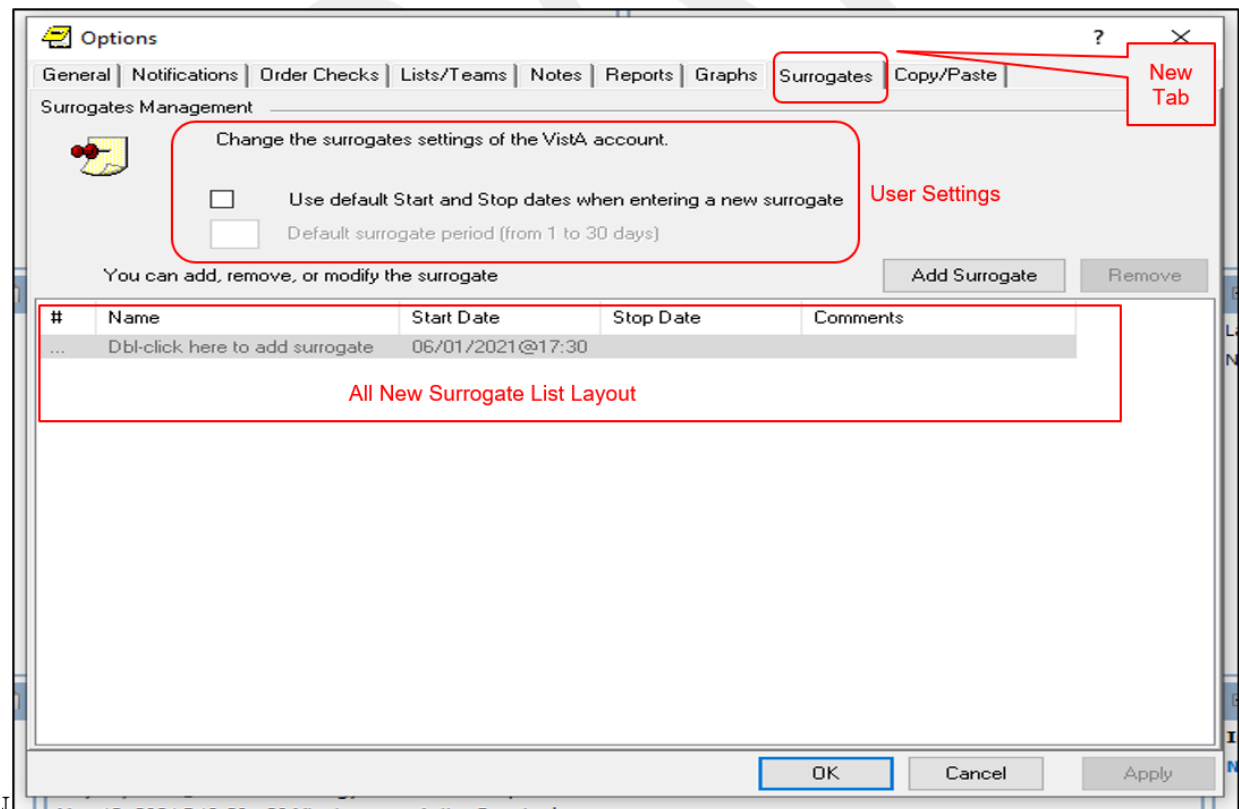 Options
?
General Notifications Order Checks Lists/Teams Notes Reports Graphs Surrogates Copy/Paste
New
Tab
Surrogates Management
Change the surrogates settings of the VistA account.
Use default Start and Stop dates when entering a new surrogate
User Settings
Default surrogate period (from 1 to 30 days)
You can add, remove, or modify the surrogate
Add Surrogate
Remove
# Name Start Date Stop Date Comments
... Dbl-click here to add surrogate 06/01/2021@17:30
All New Surrogate List Layout
OK
Cancel
Apply